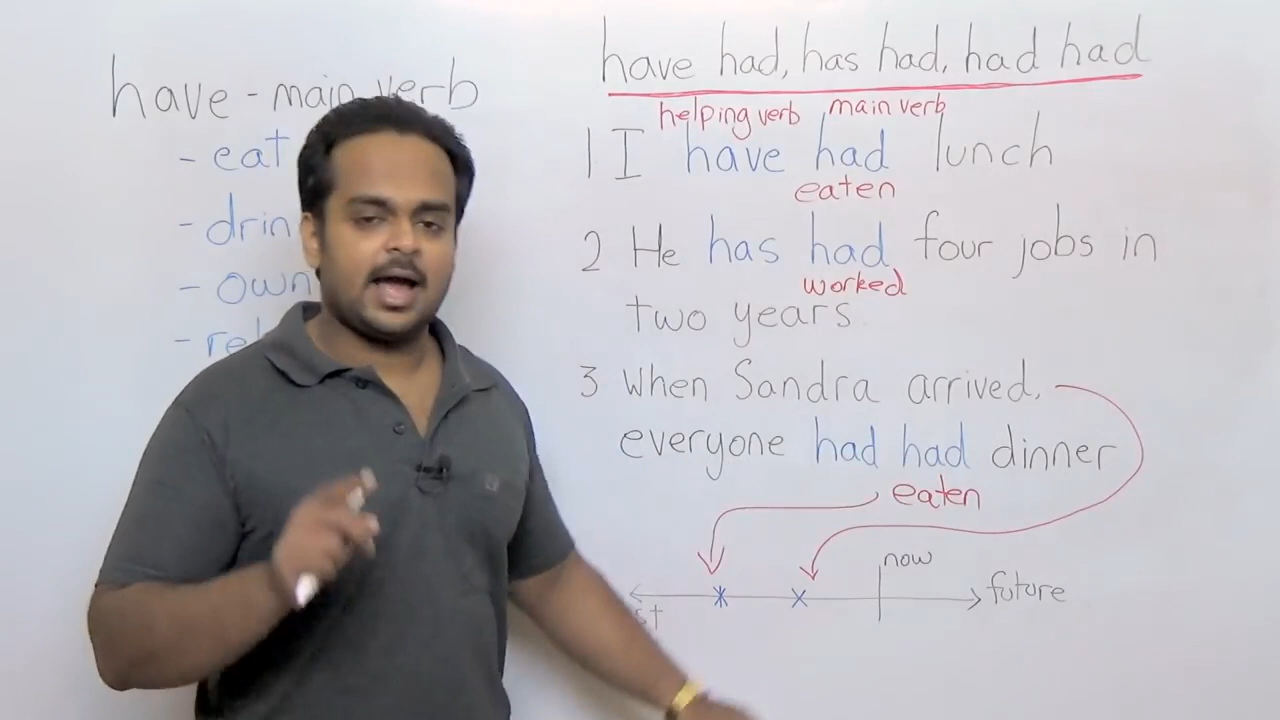 have - main verb
- eat
- drin
- own
- rel
have had, has had, had had
helping verb main verb
1 I have had lunch
eaten
2 He has had four jobs in
worked
two years
3 When Sandra arrived,
everyone had had dinner
eaten
now
future
st